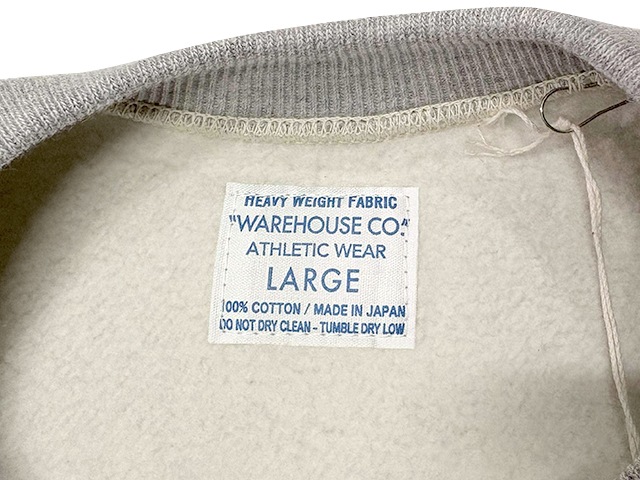 HEAVY WEIGHT FABRIC
"WAREHOUSE CO."
ATHLETIC WEAR
LARGE
100% COTTON / MADE IN JAPAN
DO NOT DRY CLEAN - TUMBLE DRY LOW